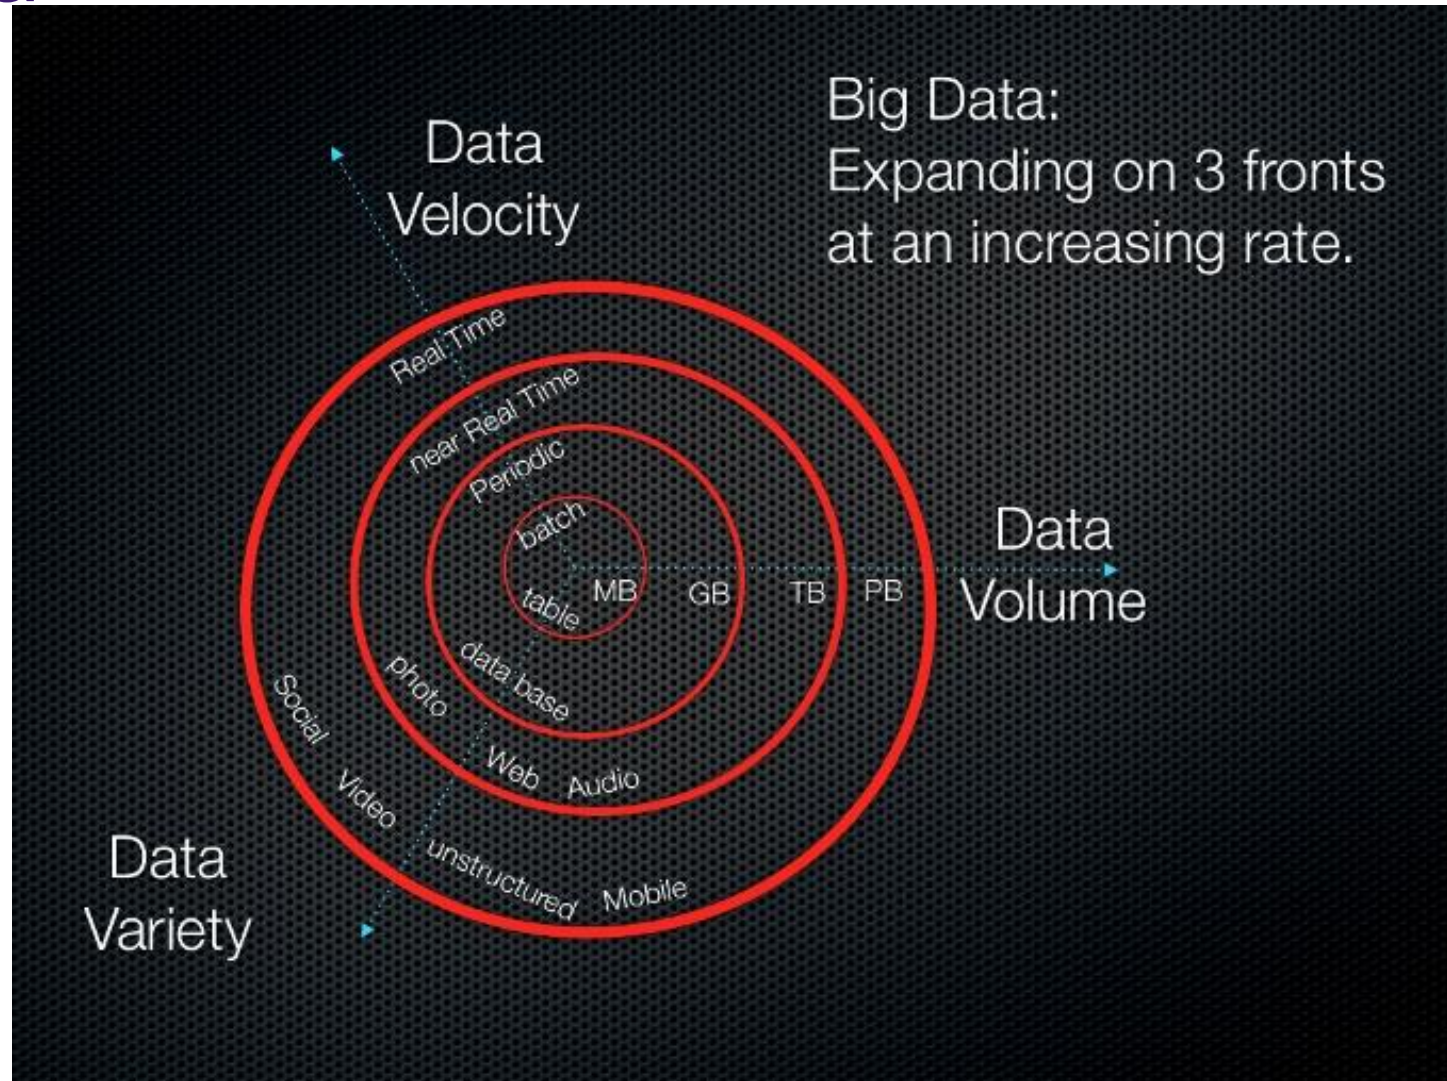 Big Data:
Expanding on 3 fronts
at an increasing rate.
Data
Velocity
Real Time
near Real Time
Periodic
batch
Data
Volume
MB
GB
TB
PB
table
data base
photo
Web
Audio
Social
Video
unstructured
Mobile
Data
Variety